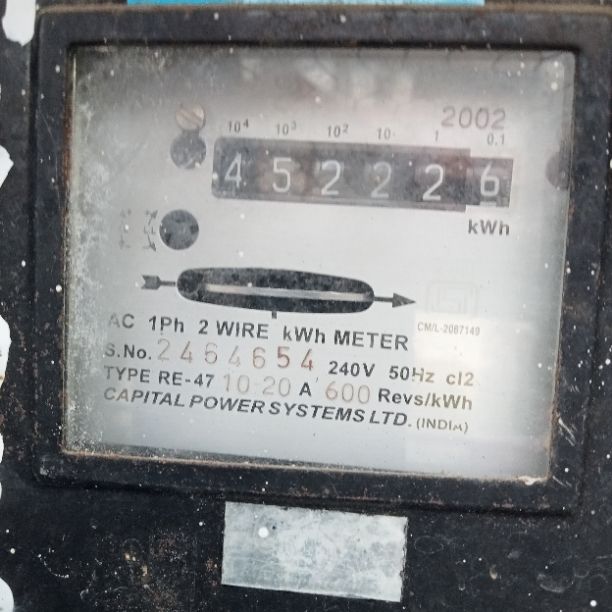 2002
10⁴ 10³ 10² 10 1 0.1
4 5 2 2 2 6
kWh
CM/L-2087149
AC 1Ph 2 WIRE kWh METER
S.No. 2464654 240V 50Hz cl2
TYPE RE-47 10-20 A 600 Revs/kWh
CAPITAL POWER SYSTEMS LTD. (INDIA)